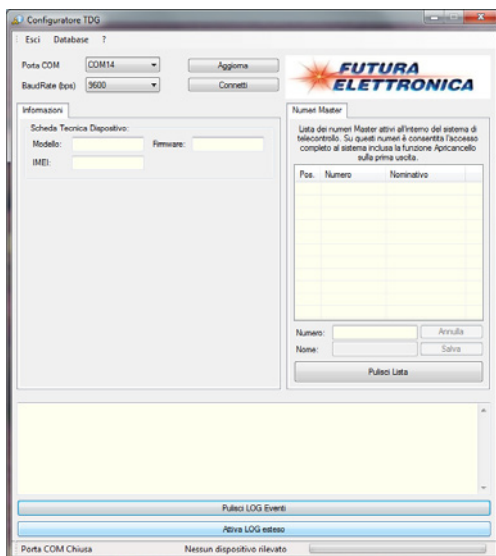 Configuratore TDG
Esci Database ?
Porta COM COM14 Aggiorna
BaudRate (bps) 9600 Connetti
FUTURA
ELETTRONICA
Informazioni
Scheda Tecnica Dispositivo:
Modello: Firmware:
IMEI:
Numeri Master
Lista dei numeri Master attivi all'interno del sistema di
telecontrollo. Su questi numeri è consentita l'accesso
completo al sistema inclusa la funzione Apricancello
sulla prima uscita.
Pos. Numero Nominativo
Numero: Annulla
Nome: Salva
Pulisci Lista
Pulisci LOG Eventi
Attiva LOG esteso
Porta COM Chiusa Nessun dispositivo rilevato